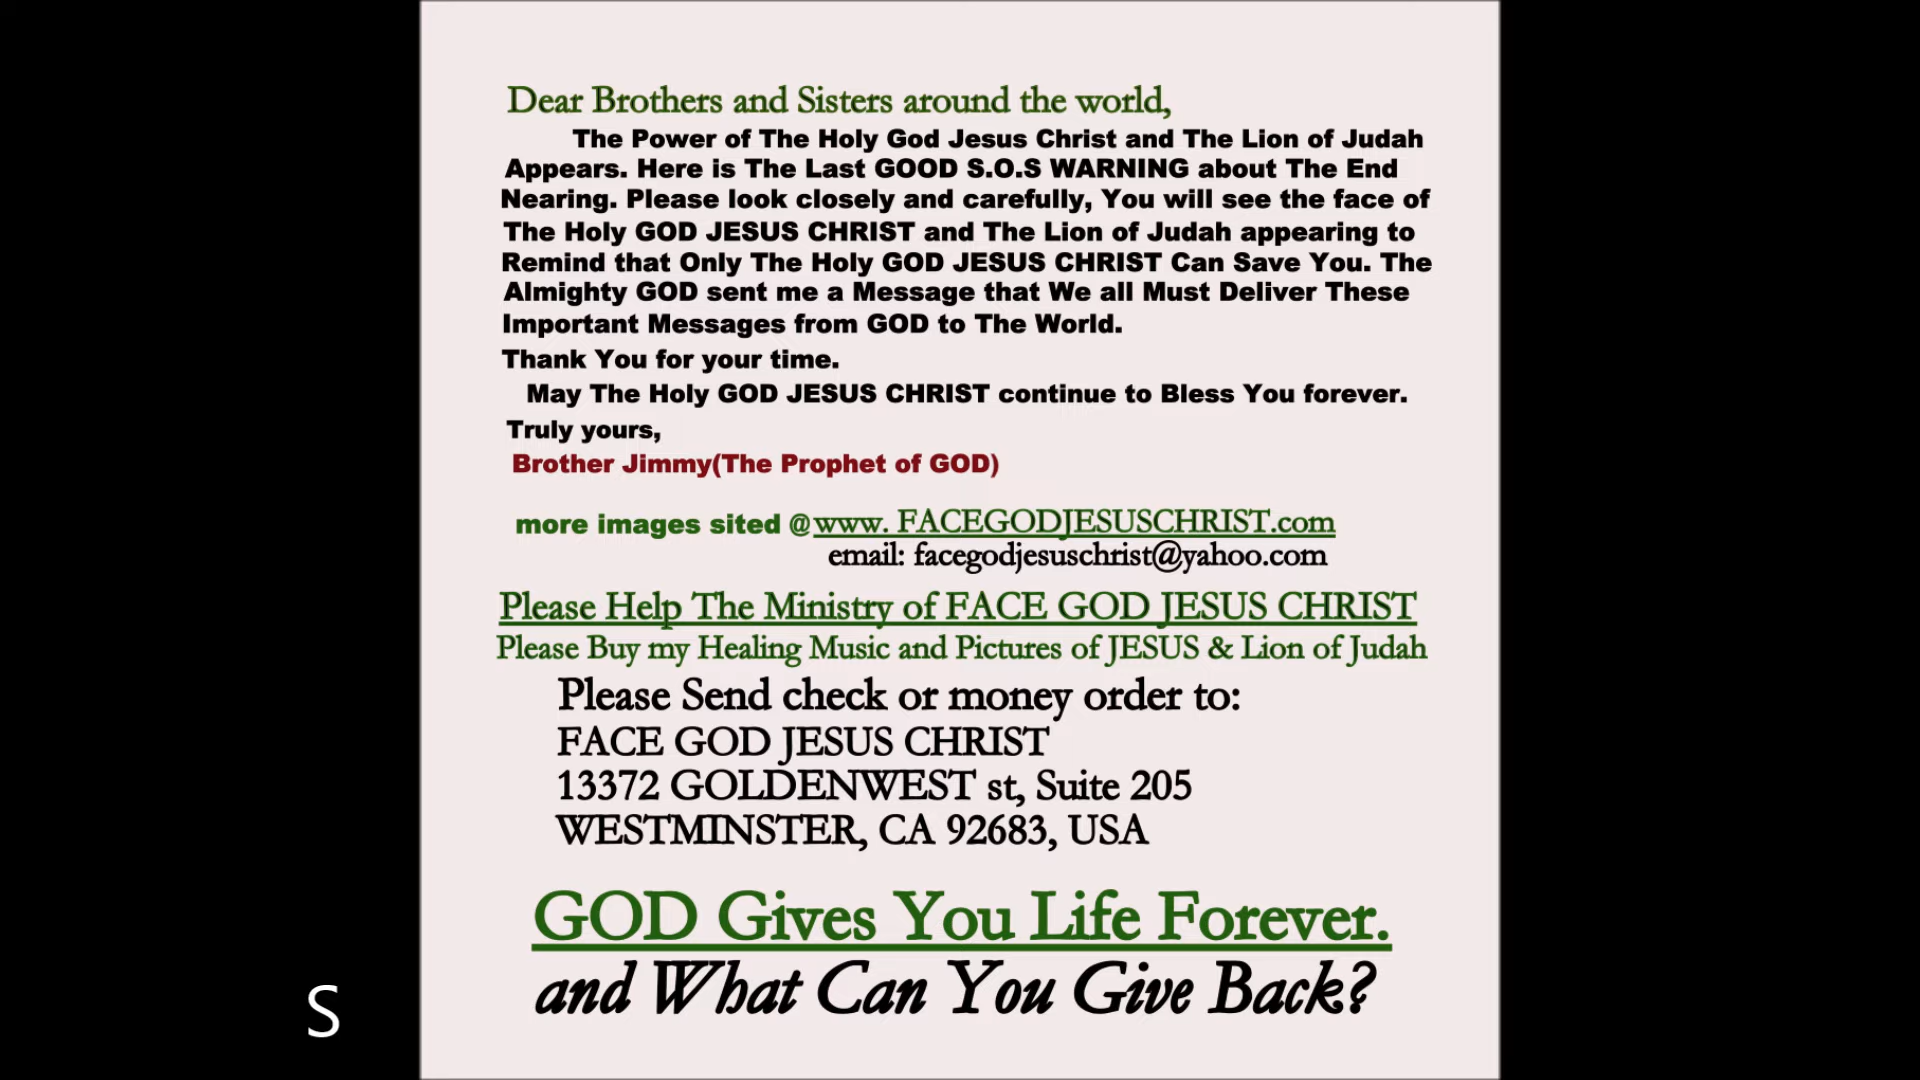 Dear Brothers and Sisters around the world,
The Power of The Holy God Jesus Christ and The Lion of Judah
Appears. Here is The Last GOOD S.O.S WARNING about The End
Nearing. Please look closely and carefully, You will see the face of
The Holy GOD JESUS CHRIST and The Lion of Judah appearing to
Remind that Only The Holy GOD JESUS CHRIST Can Save You. The
Almighty GOD sent me a Message that We all Must Deliver These
Important Messages from GOD to The World.
Thank You for your time.
May The Holy GOD JESUS CHRIST continue to Bless You forever.
Truly yours,
Brother Jimmy(The Prophet of GOD)
more images sited @www. FACEGODJESUSCHRIST.com
email: facegodjesuschrist@yahoo.com
Please Help The Ministry of FACE GOD JESUS CHRIST
Please Buy my Healing Music and Pictures of JESUS & Lion of Judah
Please Send check or money order to:
FACE GOD JESUS CHRIST
13372 GOLDENWEST st, Suite 205
WESTMINSTER, CA 92683, USA
GOD Gives You Life Forever.
and What Can You Give Back?
S